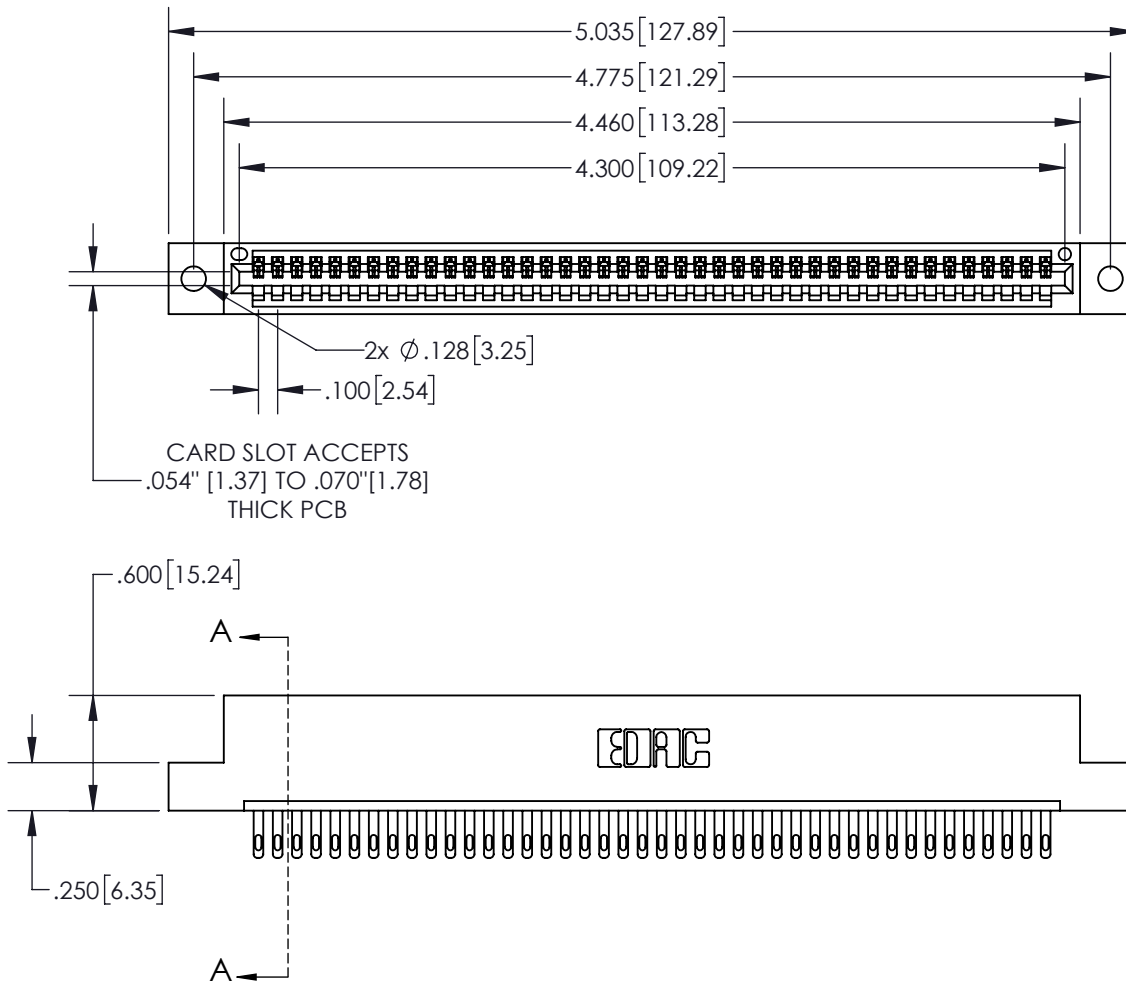 5.035[127.89]
4.775[121.29]
4.460[113.28]
4.300[109.22]
2x Ø.128[3.25]
.100[2.54]
CARD SLOT ACCEPTS
.054" [1.37] TO .070"[1.78]
THICK PCB
.600[15.24]
A
EDAC
.250[6.35]
A